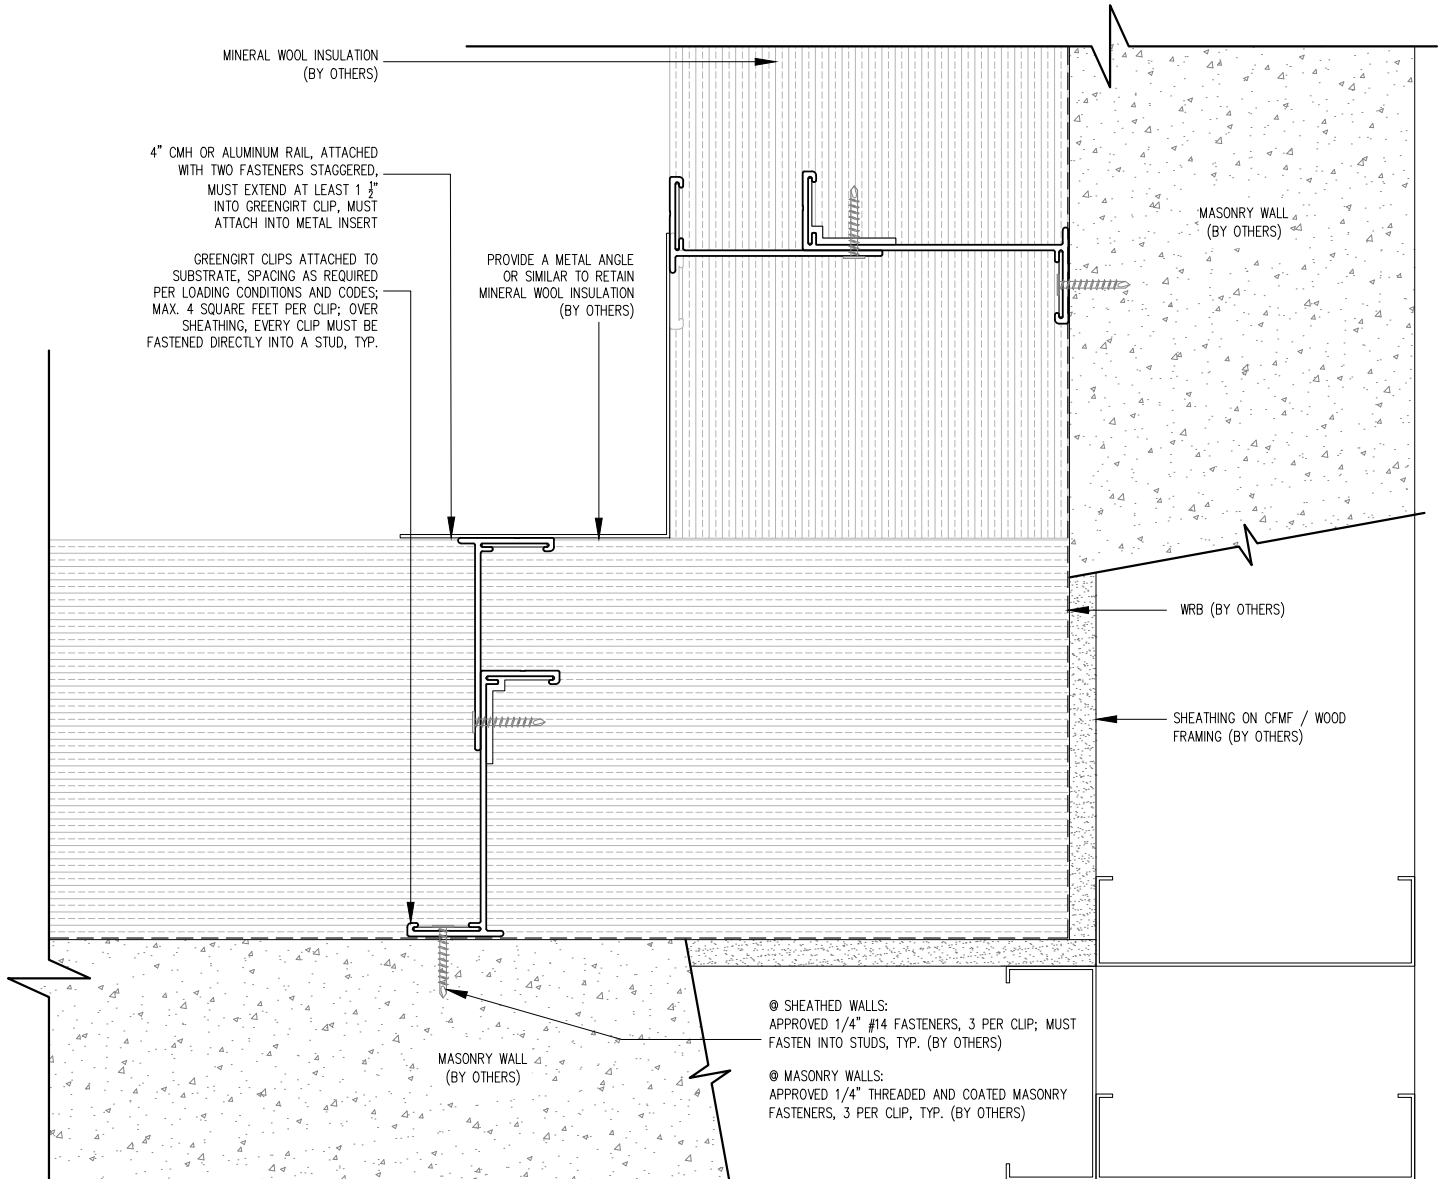 MINERAL WOOL INSULATION
(BY OTHERS)
4" CMH OR ALUMINUM RAIL, ATTACHED
WITH TWO FASTENERS STAGGERED,
MUST EXTEND AT LEAST 1 1/2"
INTO GREENGIRT CLIP, MUST
ATTACH INTO METAL INSERT
GREENGIRT CLIPS ATTACHED TO
SUBSTRATE, SPACING AS REQUIRED
PER LOADING CONDITIONS AND CODES;
MAX. 4 SQUARE FEET PER CLIP; OVER
SHEATHING, EVERY CLIP MUST BE
FASTENED DIRECTLY INTO A STUD, TYP.
PROVIDE A METAL ANGLE
OR SIMILAR TO RETAIN
MINERAL WOOL INSULATION
(BY OTHERS)
MASONRY WALL
(BY OTHERS)
WRB (BY OTHERS)
SHEATHING ON CFMF / WOOD
FRAMING (BY OTHERS)
@ SHEATHED WALLS:
APPROVED 1/4" #14 FASTENERS, 3 PER CLIP; MUST
FASTEN INTO STUDS, TYP. (BY OTHERS)
@ MASONRY WALLS:
APPROVED 1/4" THREADED AND COATED MASONRY
FASTENERS, 3 PER CLIP, TYP. (BY OTHERS)
MASONRY WALL
(BY OTHERS)